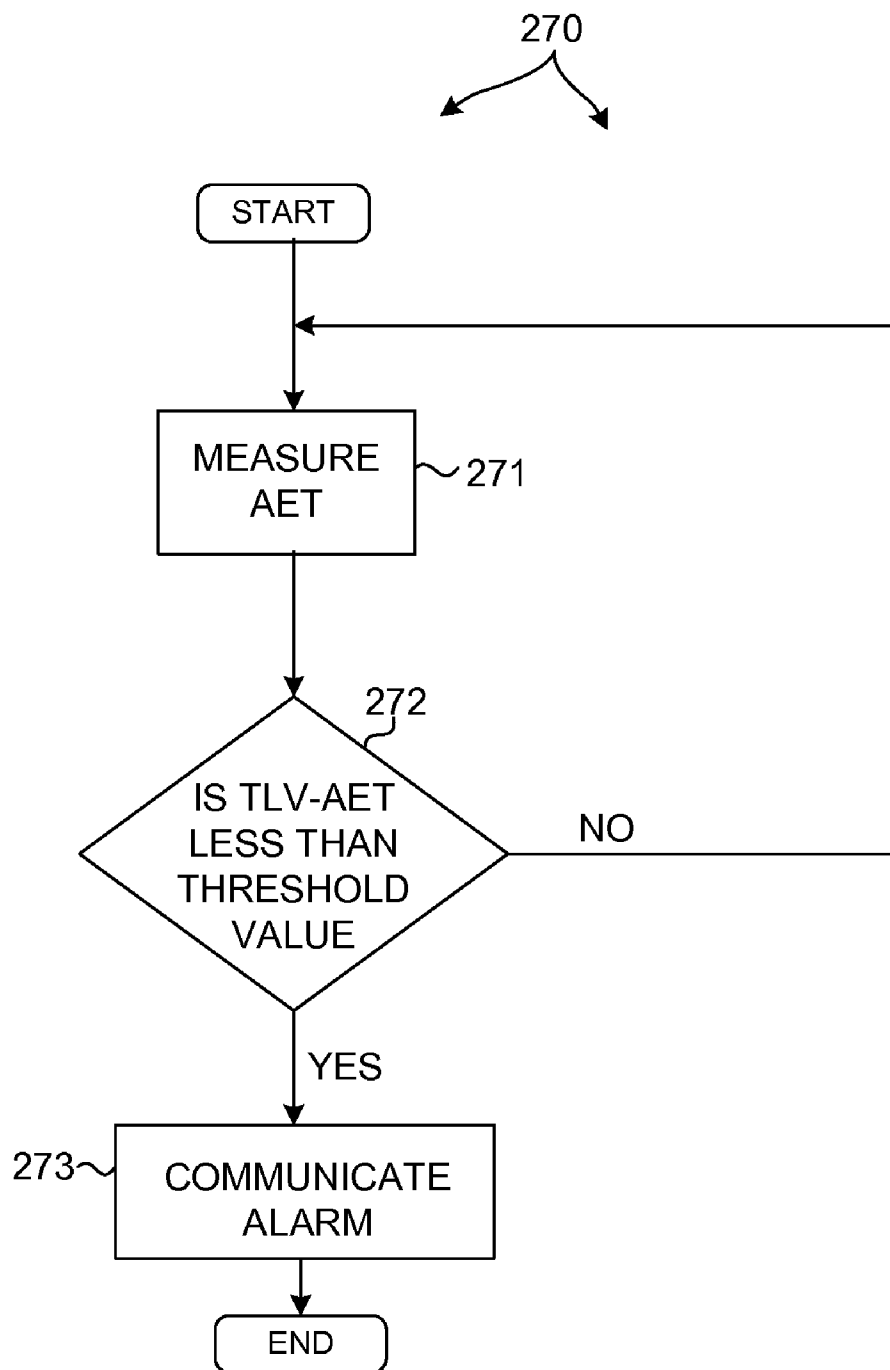 270
START
MEASURE
AET
271
272
IS TLV-AET
LESS THAN
THRESHOLD
VALUE
NO
YES
273
COMMUNICATE
ALARM
END